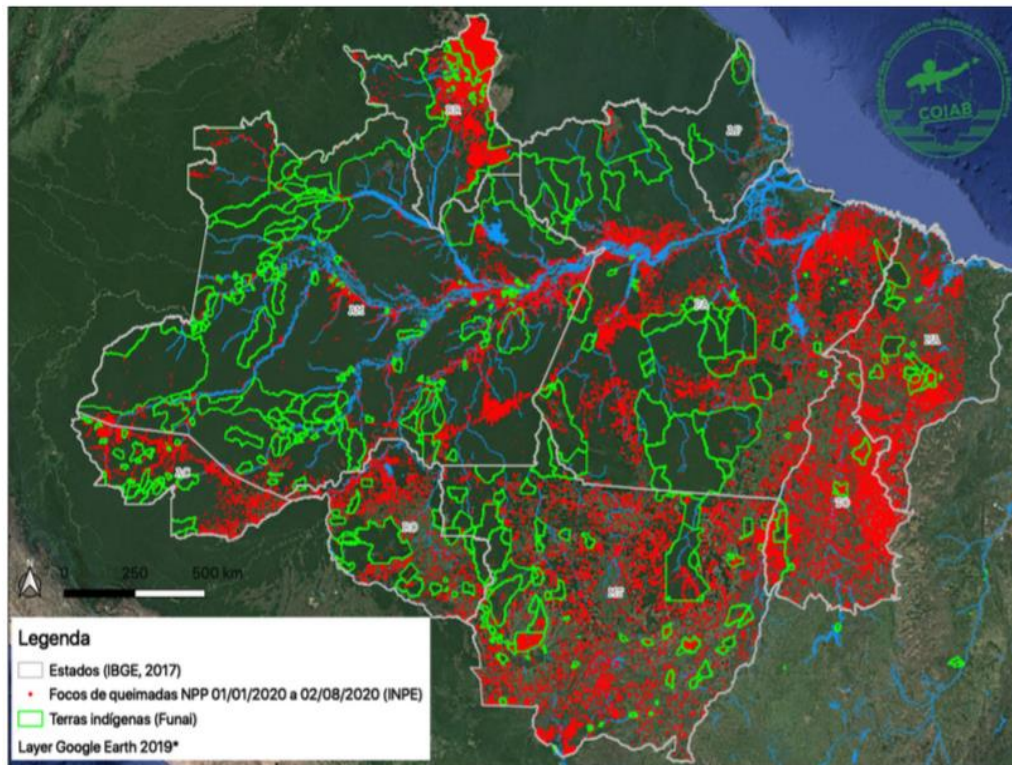 COIAB
RR
AP
AM
PA
MA
AC
TO
RO
MT
0 250 500 km
Legenda
Estados (IBGE, 2017)
Focos de queimadas NPP 01/01/2020 a 02/08/2020 (INPE)
Terras indígenas (Funai)
Layer Google Earth 2019*